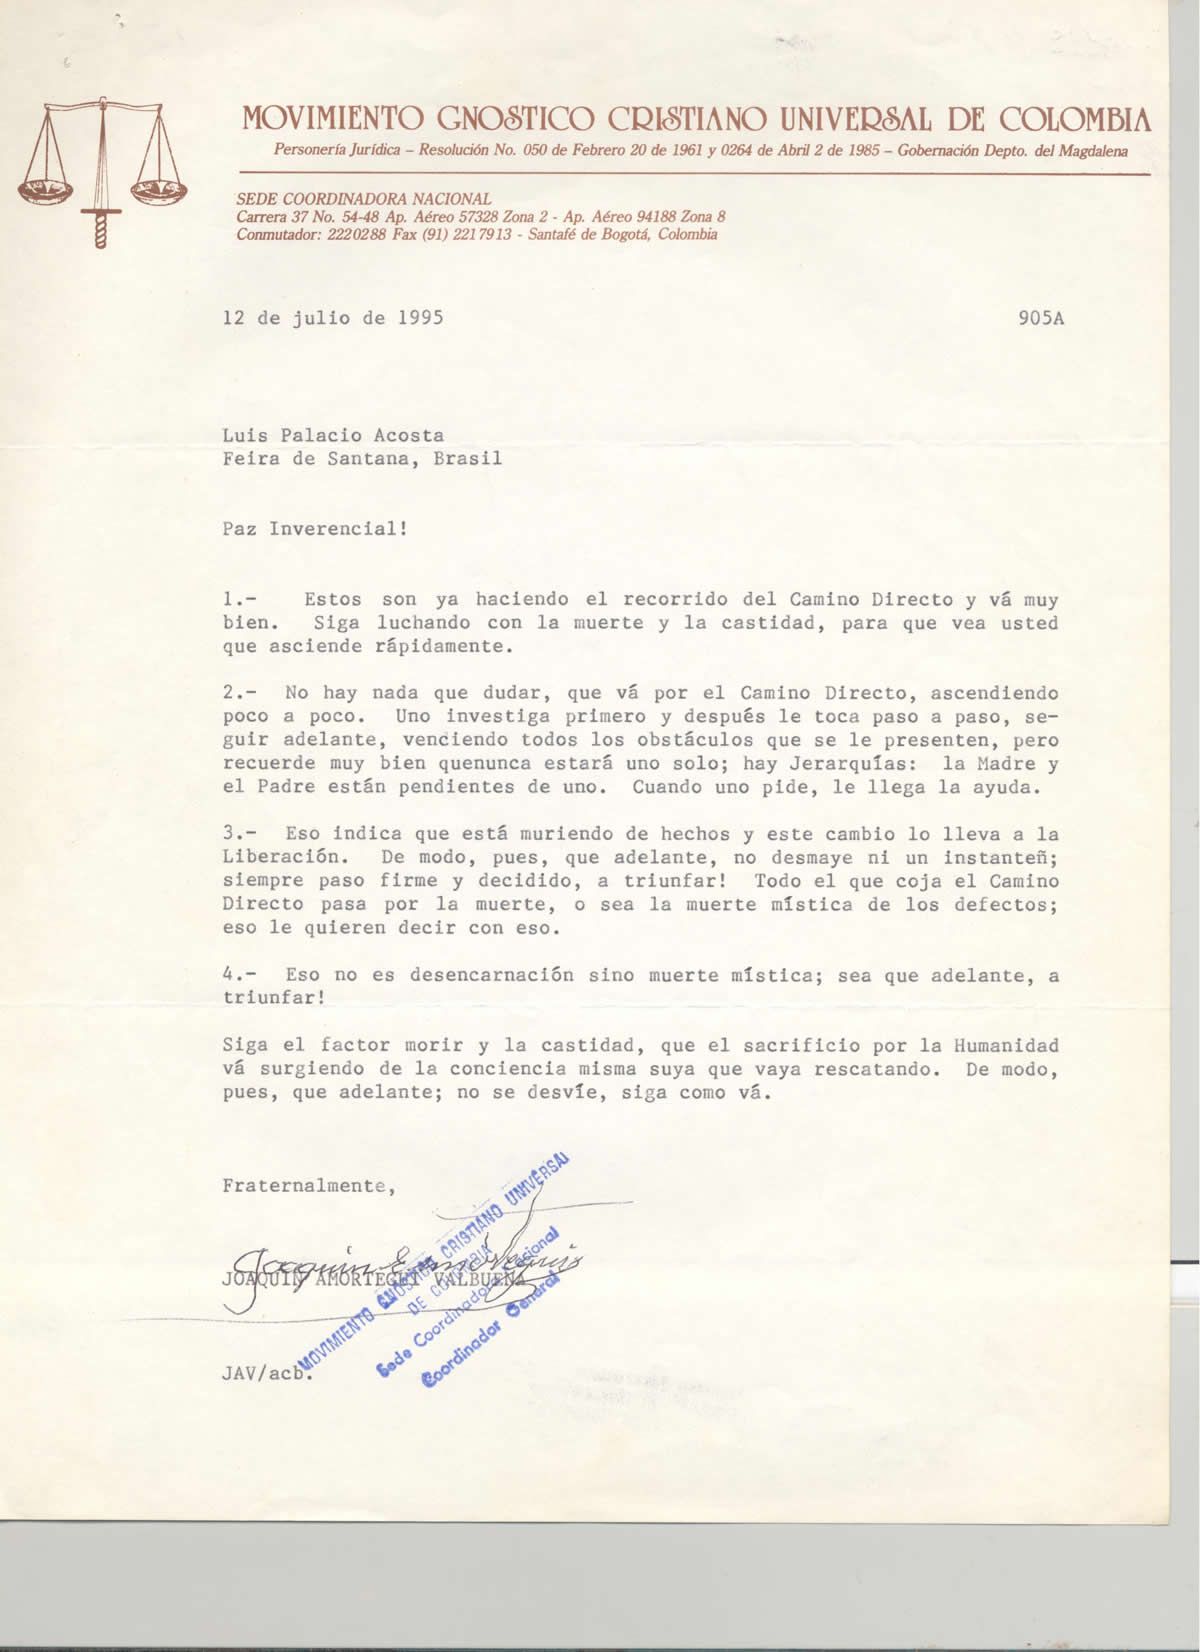 MOVIMIENTO GNOSTICO CRISTIANO UNIVERSAL DE COLOMBIA
Personería Jurídica – Resolución No. 050 de Febrero 20 de 1961 y 0264 de Abril 2 de 1985 – Gobernación Depto. del Magdalena
SEDE COORDINADORA NACIONAL
Carrera 37 No. 54-48 Ap. Aéreo 57328 Zona 2 - Ap. Aéreo 94188 Zona 8
Conmutador: 2220288 Fax (91) 2217913 - Santafé de Bogotá, Colombia
12 de julio de 1995 905A
Luis Palacio Acosta
Feira de Santana, Brasil
Paz Inverencial!
1.- Estos son ya haciendo el recorrido del Camino Directo y vá muy
bien. Siga luchando con la muerte y la castidad, para que vea usted
que asciende rápidamente.
2.- No hay nada que dudar, que vá por el Camino Directo, ascendiendo
poco a poco. Uno investiga primero y después le toca paso a paso, se-
guir adelante, venciendo todos los obstáculos que se le presenten, pero
recuerde muy bien quenunca estará uno solo; hay Jerarquías: la Madre y
el Padre están pendientes de uno. Cuando uno pide, le llega la ayuda.
3.- Eso indica que está muriendo de hechos y este cambio lo lleva a la
Liberación. De modo, pues, que adelante, no desmaye ni un instanteñ;
siempre paso firme y decidido, a triunfar! Todo el que coja el Camino
Directo pasa por la muerte, o sea la muerte mística de los defectos;
eso le quieren decir con eso.
4.- Eso no es desencarnación sino muerte mística; sea que adelante, a
triunfar!
Siga el factor morir y la castidad, que el sacrificio por la Humanidad
vá surgiendo de la conciencia misma suya que vaya rescatando. De modo,
pues, que adelante; no se desvíe, siga como vá.
Fraternalmente,
Joaquin E. Amortegui
JOAQUIN AMORTEGUI VALBUENA
MOVIMIENTO GNOSTICO CRISTIANO UNIVERSAL
DE COLOMBIA
Sede Coordinadora Nacional
Coordinador General
JAV/acb.